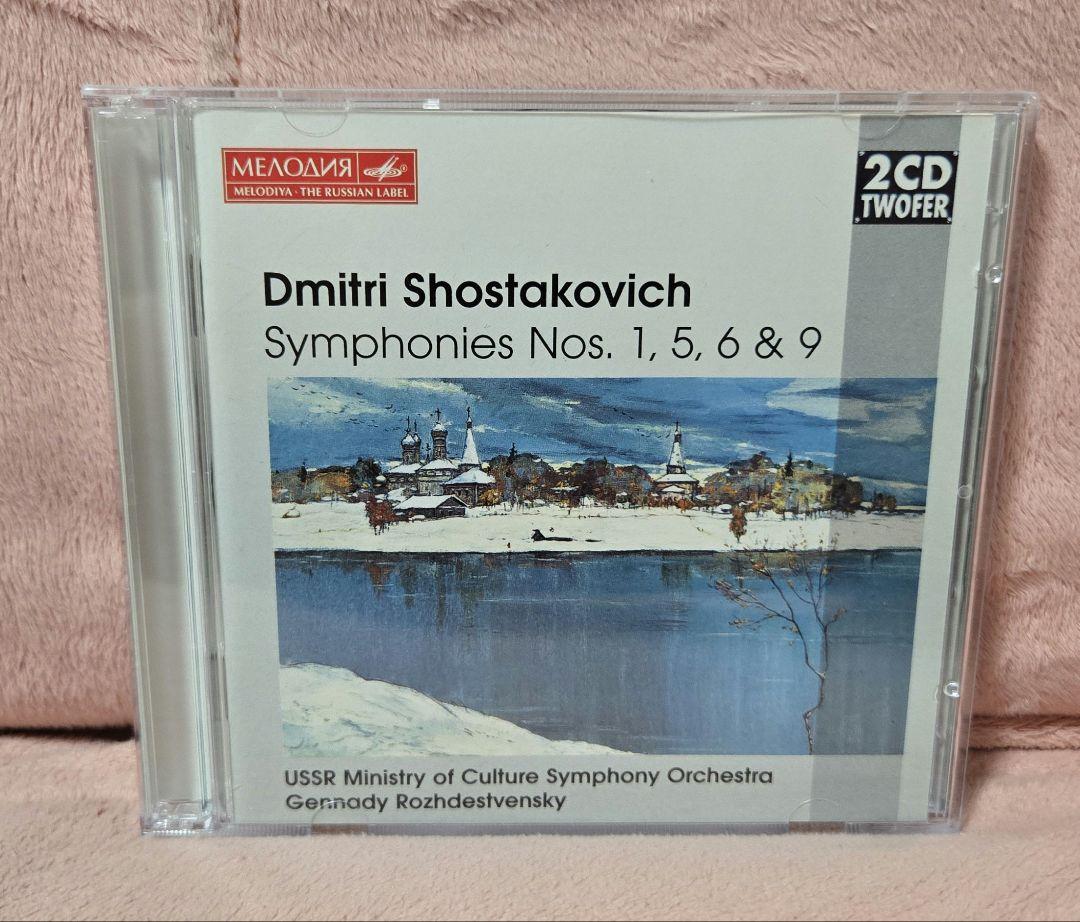 МЕЛОДИЯ
MELODIYA · THE RUSSIAN LABEL
2CD
TWOFER
Dmitri Shostakovich
Symphonies Nos. 1, 5, 6 & 9
USSR Ministry of Culture Symphony Orchestra
Gennady Rozhdestvensky